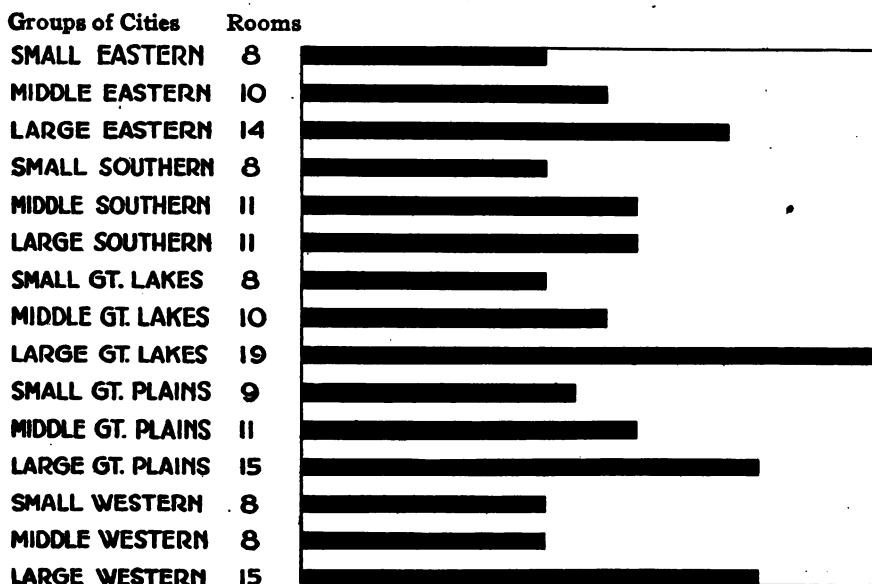 Groups of Cities Rooms
SMALL EASTERN 8
MIDDLE EASTERN 10
LARGE EASTERN 14
SMALL SOUTHERN 8
MIDDLE SOUTHERN 11
LARGE SOUTHERN 11
SMALL GT. LAKES 8
MIDDLE GT. LAKES 10
LARGE GT. LAKES 19
SMALL GT. PLAINS 9
MIDDLE GT. PLAINS 11
LARGE GT. PLAINS 15
SMALL WESTERN 8
MIDDLE WESTERN 8
LARGE WESTERN 15